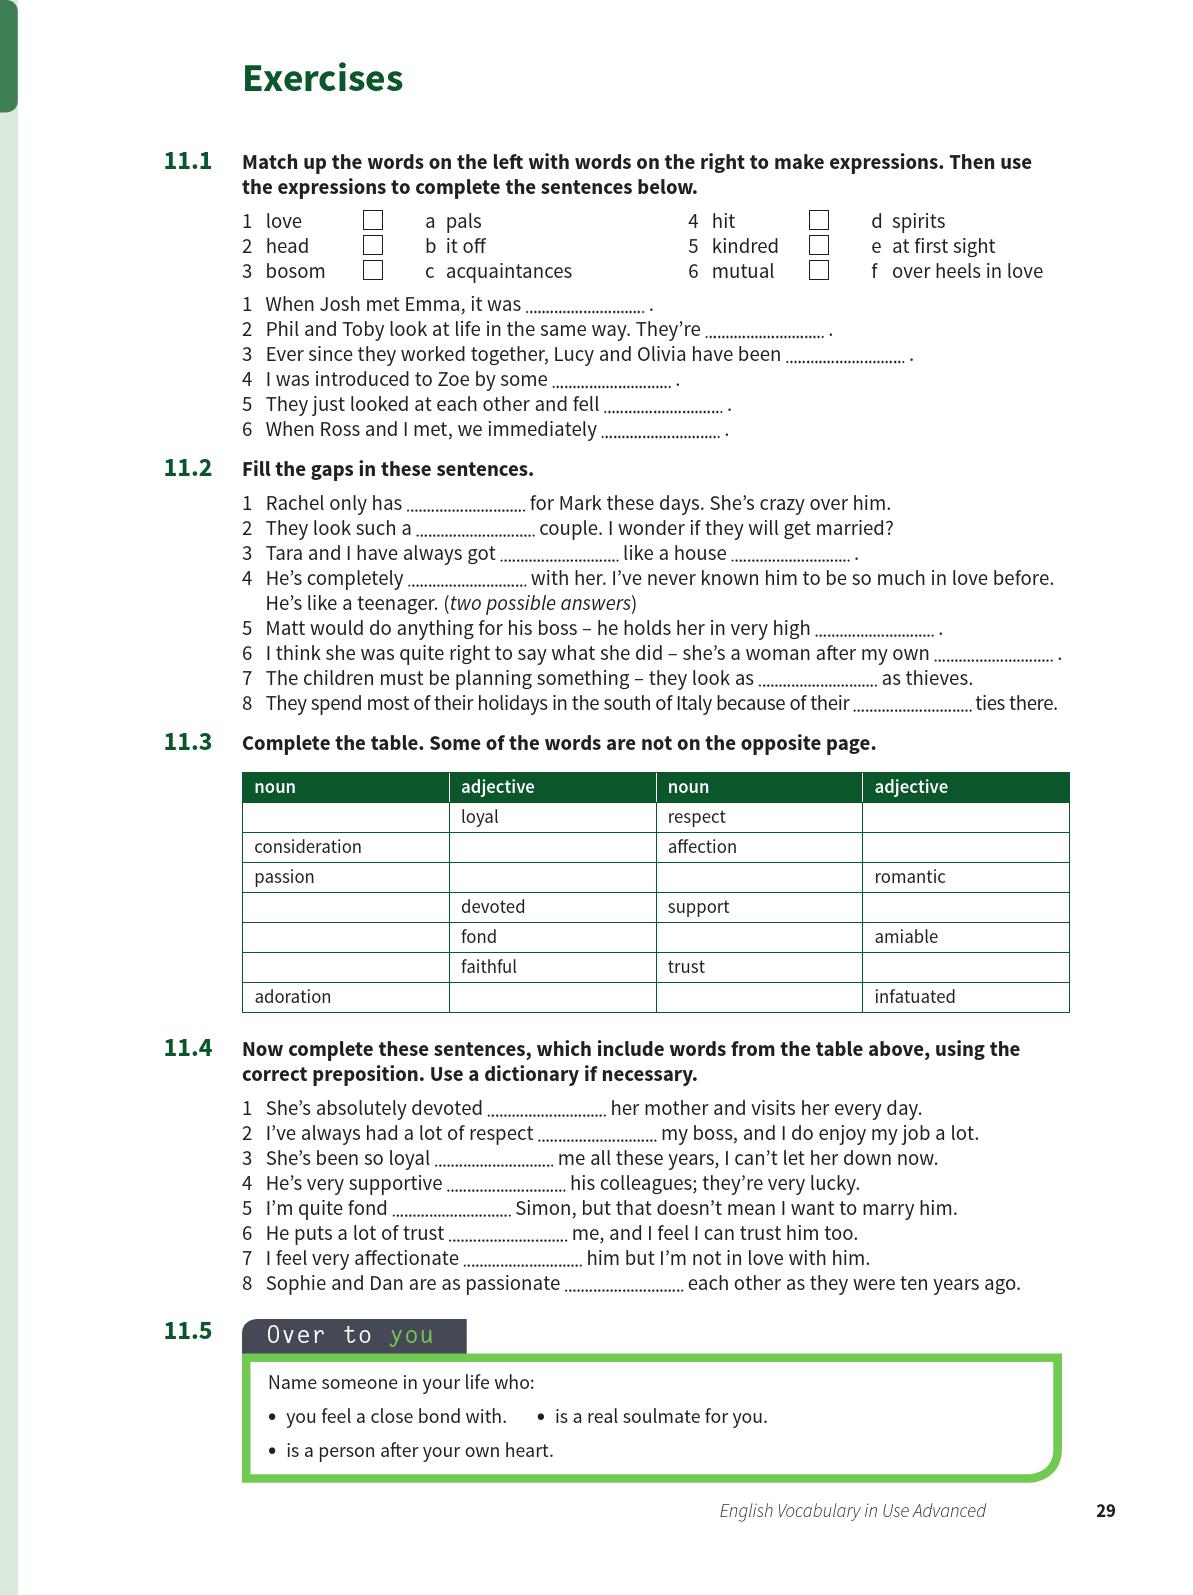 Exercises
11.1 Match up the words on the left with words on the right to make expressions. Then use
the expressions to complete the sentences below.
1 love a pals 4 hit d spirits
2 head b it off 5 kindred e at first sight
3 bosom c acquaintances 6 mutual f over heels in love
1 When Josh met Emma, it was ............................ .
2 Phil and Toby look at life in the same way. They’re ............................ .
3 Ever since they worked together, Lucy and Olivia have been ............................ .
4 I was introduced to Zoe by some ............................ .
5 They just looked at each other and fell ............................ .
6 When Ross and I met, we immediately ............................ .
11.2 Fill the gaps in these sentences.
1 Rachel only has ............................ for Mark these days. She’s crazy over him.
2 They look such a ............................ couple. I wonder if they will get married?
3 Tara and I have always got ............................ like a house ............................ .
4 He’s completely ............................ with her. I’ve never known him to be so much in love before.
He’s like a teenager. (two possible answers)
5 Matt would do anything for his boss – he holds her in very high ............................ .
6 I think she was quite right to say what she did – she’s a woman after my own ............................ .
7 The children must be planning something – they look as ............................ as thieves.
8 They spend most of their holidays in the south of Italy because of their ............................ ties there.
11.3 Complete the table. Some of the words are not on the opposite page.
noun adjective noun adjective
loyal respect
consideration affection
passion romantic
devoted support
fond amiable
faithful trust
adoration infatuated
11.4 Now complete these sentences, which include words from the table above, using the
correct preposition. Use a dictionary if necessary.
1 She’s absolutely devoted ............................ her mother and visits her every day.
2 I’ve always had a lot of respect ............................ my boss, and I do enjoy my job a lot.
3 She’s been so loyal ............................ me all these years, I can’t let her down now.
4 He’s very supportive ............................ his colleagues; they’re very lucky.
5 I’m quite fond ............................ Simon, but that doesn’t mean I want to marry him.
6 He puts a lot of trust ............................ me, and I feel I can trust him too.
7 I feel very affectionate ............................ him but I’m not in love with him.
8 Sophie and Dan are as passionate ............................ each other as they were ten years ago.
11.5 Over to you
Name someone in your life who:
• you feel a close bond with. • is a real soulmate for you.
• is a person after your own heart.
English Vocabulary in Use Advanced 29